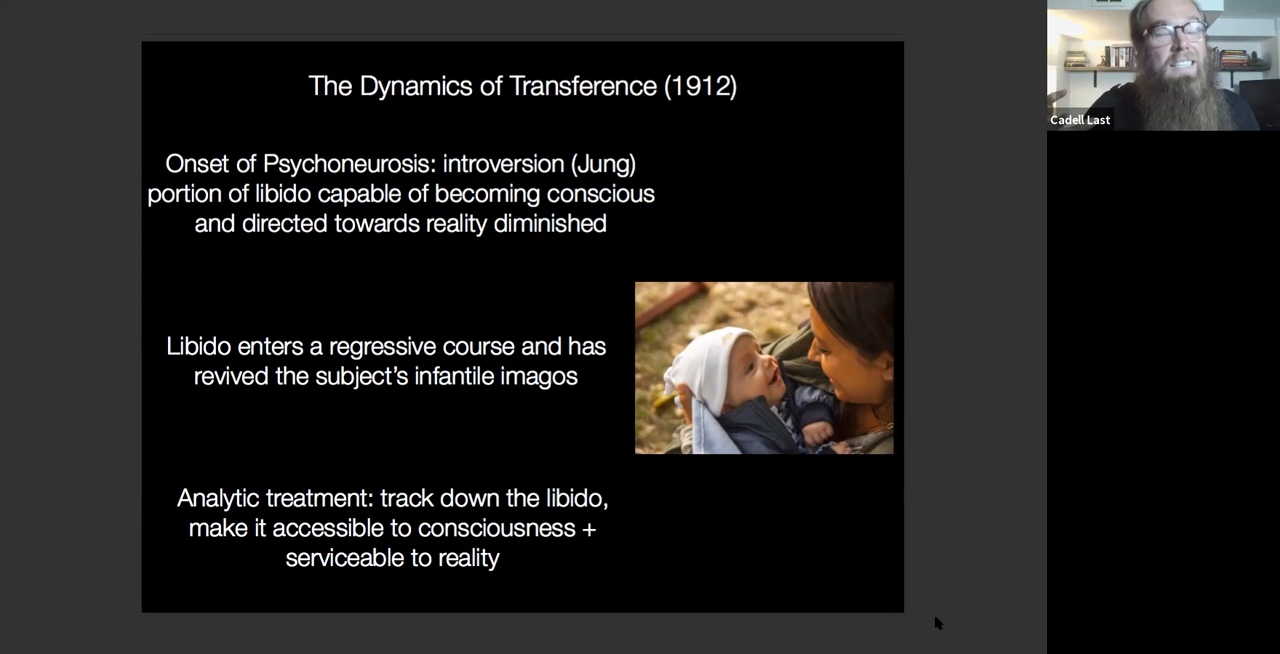 The Dynamics of Transference (1912)
Onset of Psychoneurosis: introversion (Jung)
portion of libido capable of becoming conscious
and directed towards reality diminished
Libido enters a regressive course and has
revived the subject’s infantile imagos
Analytic treatment: track down the libido,
make it accessible to consciousness +
serviceable to reality
Cadell Last